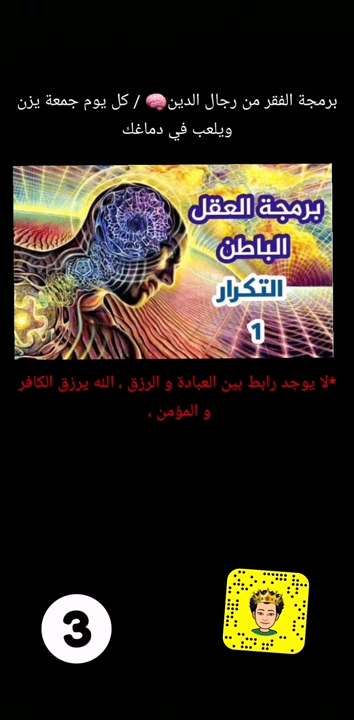 برمجة الفقر من رجال الدين🧠 / كل يوم جمعة يزن
ويلعب في دماغك
برمجة العقل
الباطن
التكرار
1
*لا يوجد رابط بين العبادة و الرزق ، الله يرزق الكافر
و المؤمن ،
3